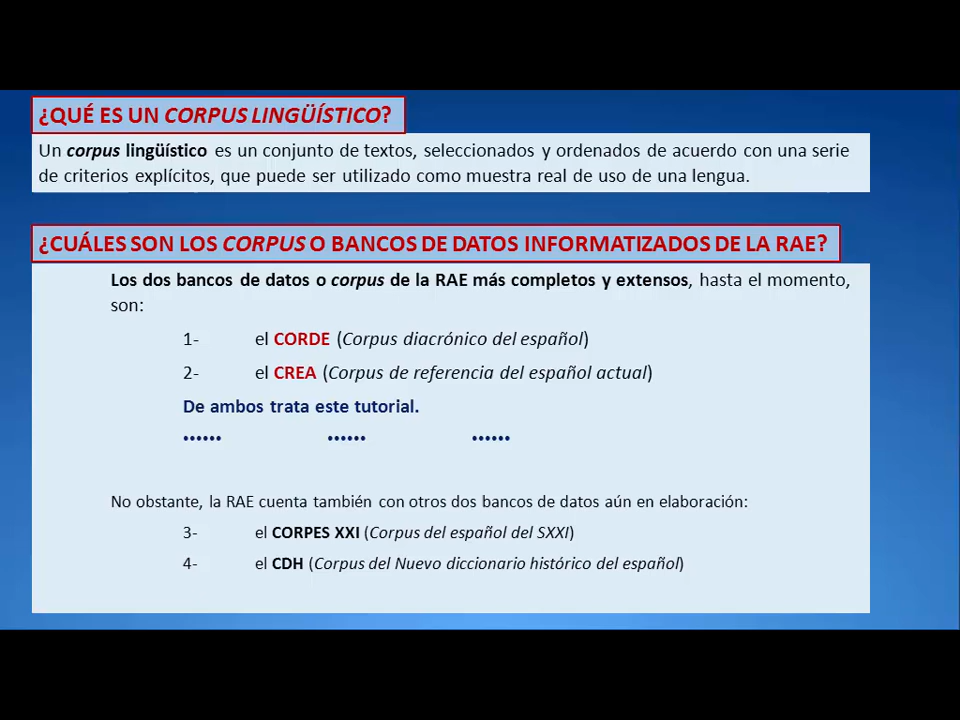 ¿QUÉ ES UN CORPUS LINGÜÍSTICO?
Un corpus lingüístico es un conjunto de textos, seleccionados y ordenados de acuerdo con una serie
de criterios explícitos, que puede ser utilizado como muestra real de uso de una lengua.
¿CUÁLES SON LOS CORPUS O BANCOS DE DATOS INFORMATIZADOS DE LA RAE?
Los dos bancos de datos o corpus de la RAE más completos y extensos, hasta el momento,
son:
1- el CORDE (Corpus diacrónico del español)
2- el CREA (Corpus de referencia del español actual)
De ambos trata este tutorial.
•••••• •••••• ••••••
No obstante, la RAE cuenta también con otros dos bancos de datos aún en elaboración:
3- el CORPES XXI (Corpus del español del SXXI)
4- el CDH (Corpus del Nuevo diccionario histórico del español)